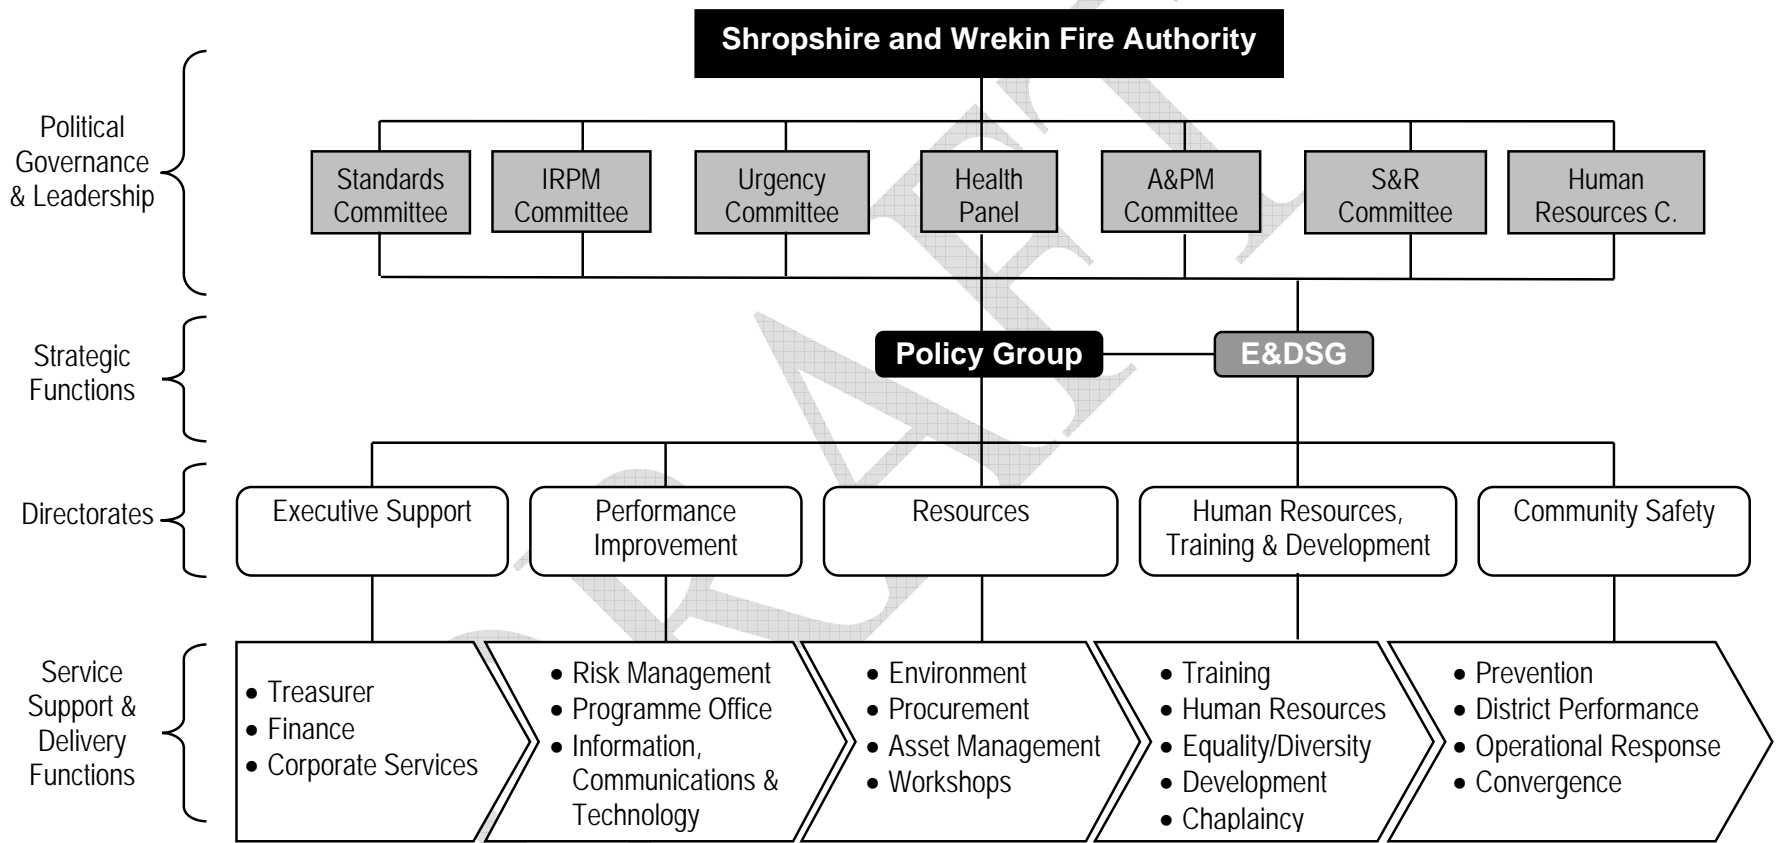 Shropshire and Wrekin Fire Authority
Political
Governance
& Leadership
Standards
Committee
IRPM
Committee
Urgency
Committee
Health
Panel
A&PM
Committee
S&R
Committee
Human
Resources C.
Strategic
Functions
Policy Group
E&DSG
Directorates
Executive Support
Performance
Improvement
Resources
Human Resources,
Training & Development
Community Safety
Service
Support &
Delivery
Functions
• Treasurer
• Finance
• Corporate Services
• Risk Management
• Programme Office
• Information,
Communications &
Technology
• Environment
• Procurement
• Asset Management
• Workshops
• Training
• Human Resources
• Equality/Diversity
• Development
• Chaplaincy
• Prevention
• District Performance
• Operational Response
• Convergence
DRAFT